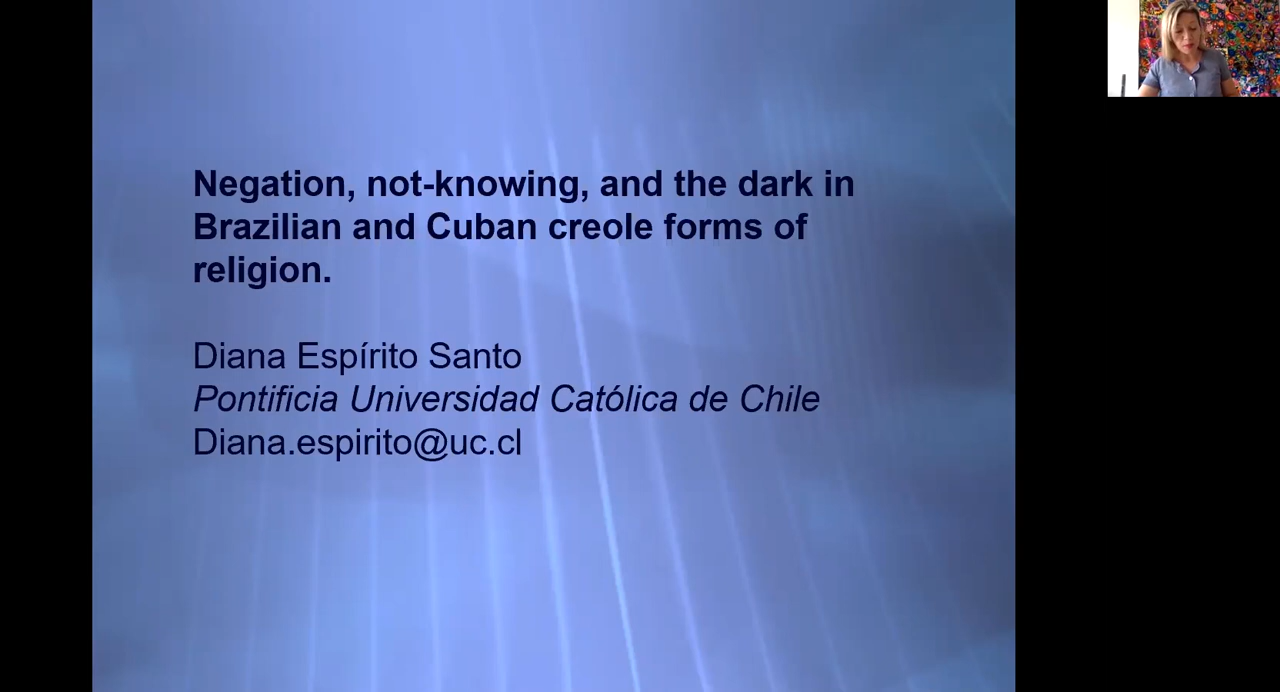 Negation, not-knowing, and the dark in
Brazilian and Cuban creole forms of
religion.
Diana Espírito Santo
Pontificia Universidad Católica de Chile
Diana.espirito@uc.cl